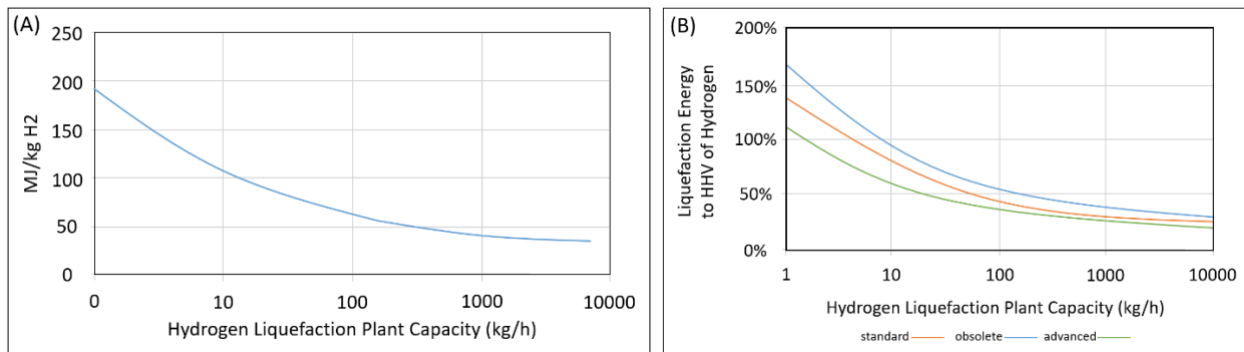 (A)
250
200
150
100
50
0
MJ/kg H2
0 10 100 1000 10000
Hydrogen Liquefaction Plant Capacity (kg/h)
(B)
200%
150%
100%
50%
0%
Liquefaction Energy
to HHV of Hydrogen
1 10 100 1000 10000
Hydrogen Liquefaction Plant Capacity (kg/h)
standard obsolete advanced